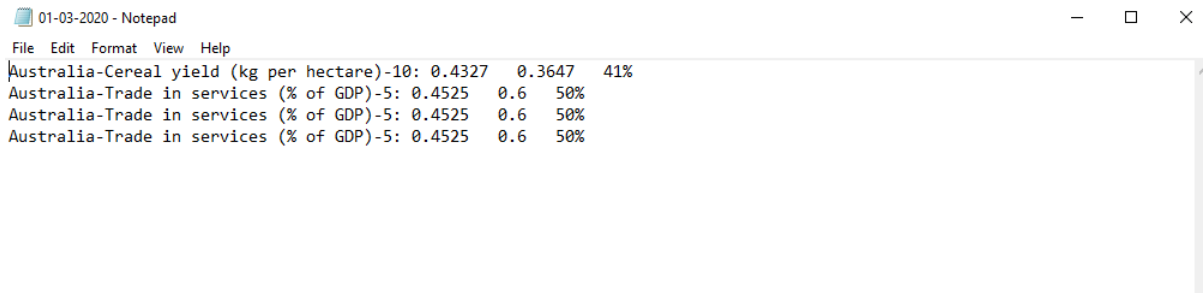 01-03-2020 - Notepad
File Edit Format View Help
Australia-Cereal yield (kg per hectare)-10: 0.4327   0.3647   41%
Australia-Trade in services (% of GDP)-5: 0.4525   0.6   50%
Australia-Trade in services (% of GDP)-5: 0.4525   0.6   50%
Australia-Trade in services (% of GDP)-5: 0.4525   0.6   50%